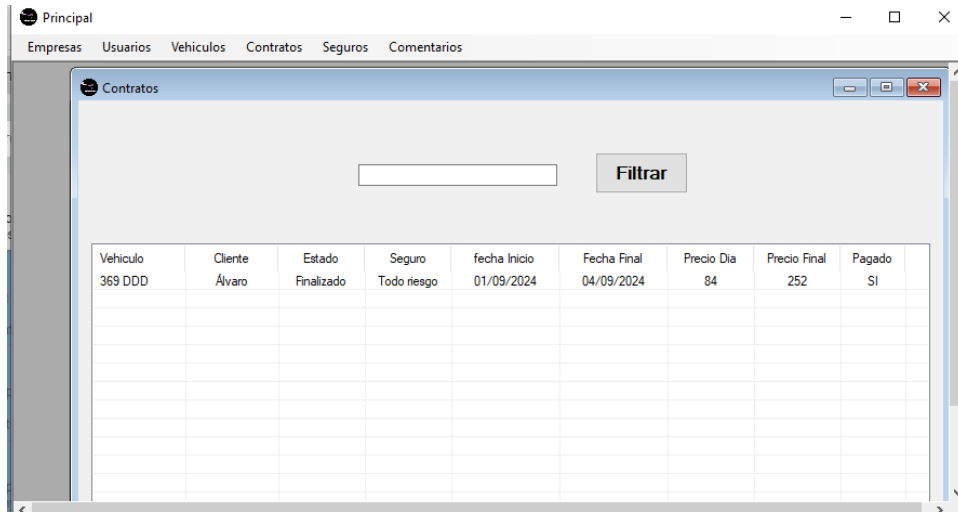 Principal
Empresas Usuarios Vehiculos Contratos Seguros Comentarios
Contratos
Filtrar
Vehiculo Cliente Estado Seguro fecha Inicio Fecha Final Precio Dia Precio Final Pagado
369 DDD Álvaro Finalizado Todo riesgo 01/09/2024 04/09/2024 84 252 SI